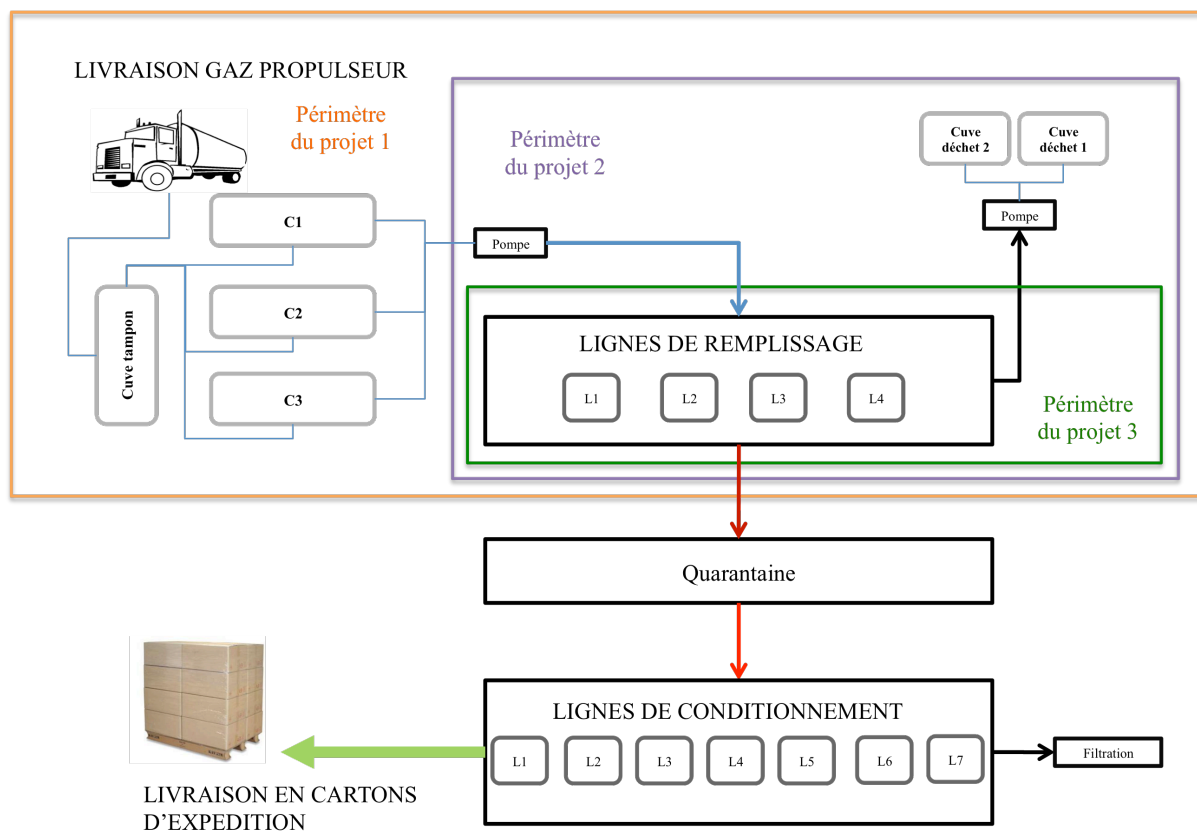 LIVRAISON GAZ PROPULSEUR
Périmètre
du projet 1
Périmètre
du projet 2
Cuve
déchet 2
Cuve
déchet 1
Pompe
C1
Pompe
Cuve tampon
C2
C3
LIGNES DE REMPLISSAGE
L1
L2
L3
L4
Périmètre
du projet 3
Quarantaine
LIGNES DE CONDITIONNEMENT
L1
L2
L3
L4
L5
L6
L7
Filtration
LIVRAISON EN CARTONS
D'EXPEDITION